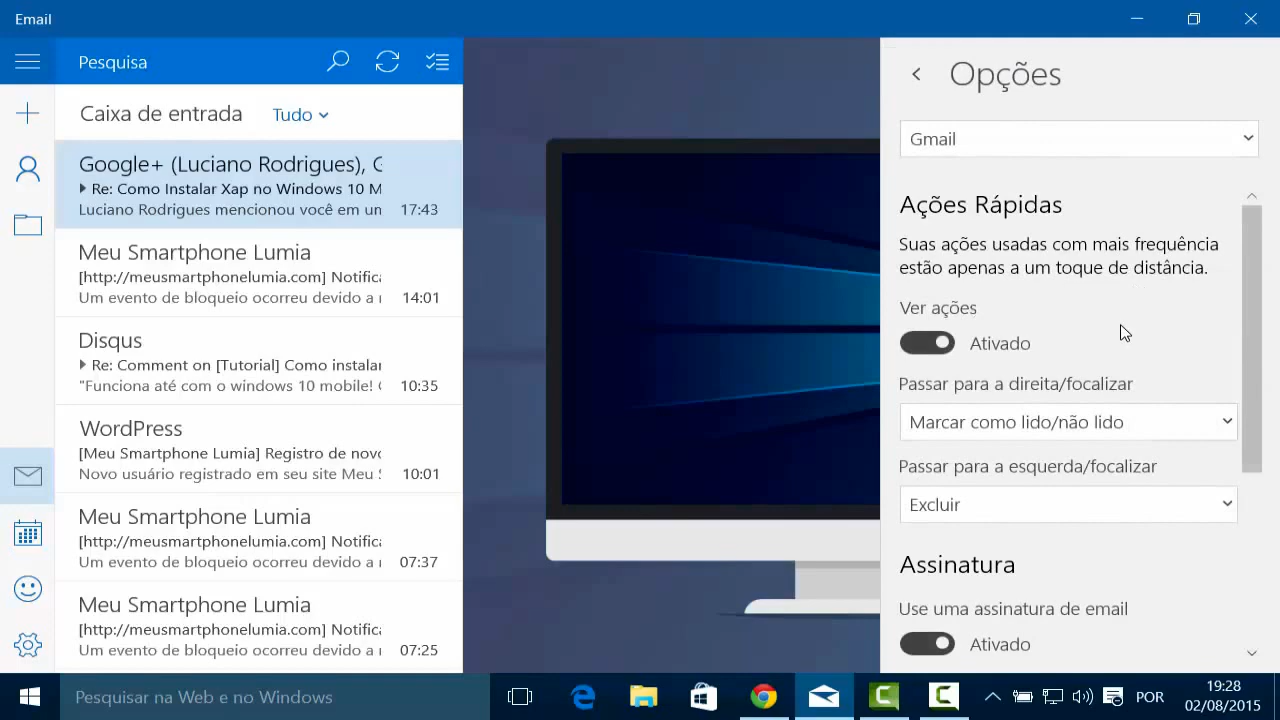 Email
Pesquisa
Caixa de entrada Tudo
Google+ (Luciano Rodrigues), G
Re: Como Instalar Xap no Windows 10 M
Luciano Rodrigues mencionou você em un 17:43
Meu Smartphone Lumia
[http://meusmartphonelumia.com] Notifica
Um evento de bloqueio ocorreu devido a 14:01
Disqus
Re: Comment on [Tutorial] Como instalar
"Funciona até com o windows 10 mobile! 10:35
WordPress
[Meu Smartphone Lumia] Registro de novo
Novo usuário registrado em seu site Meu S 10:01
Meu Smartphone Lumia
[http://meusmartphonelumia.com] Notifica
Um evento de bloqueio ocorreu devido a 07:37
Meu Smartphone Lumia
[http://meusmartphonelumia.com] Notifica
Um evento de bloqueio ocorreu devido a 07:25
Opções
Gmail
Ações Rápidas
Suas ações usadas com mais frequência
estão apenas a um toque de distância.
Ver ações
Ativado
Passar para a direita/focalizar
Marcar como lido/não lido
Passar para a esquerda/focalizar
Excluir
Assinatura
Use uma assinatura de email
Ativado
Pesquisar na Web e no Windows
POR
19:28
02/08/2015